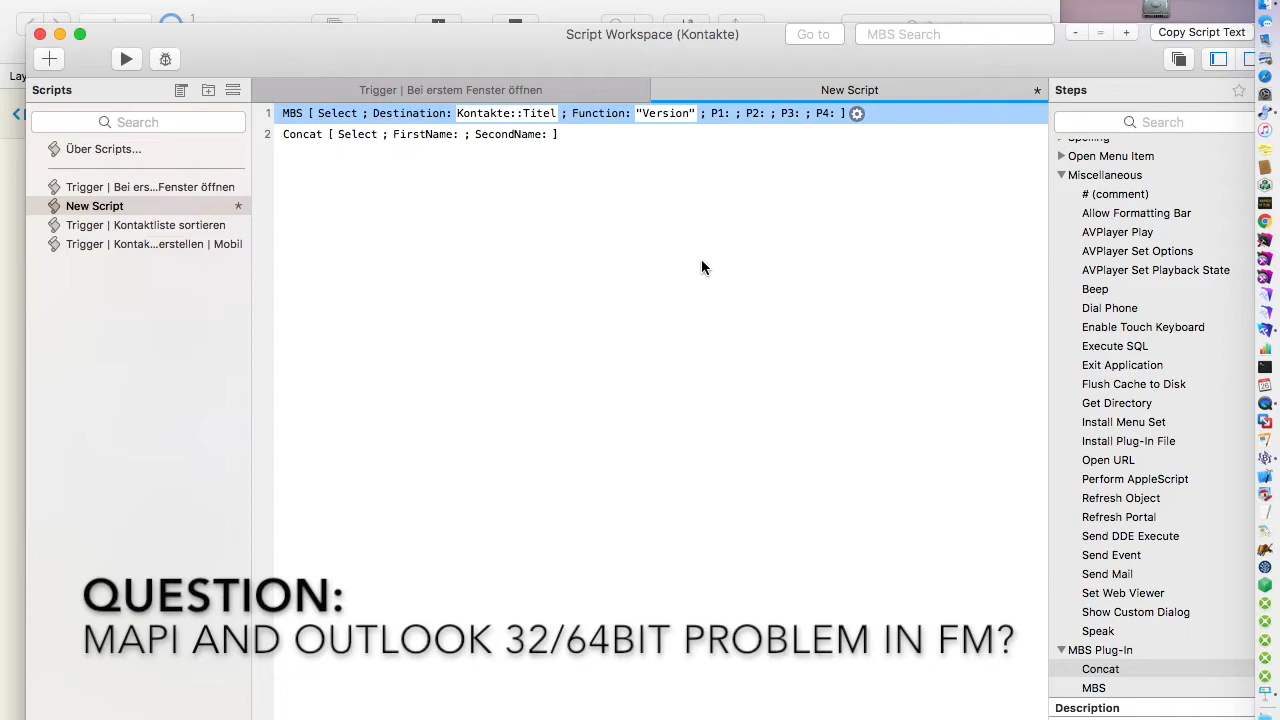 1
Script Workspace (Kontakte)
Go to
MBS Search
- = +
Copy Script Text
Lay
Scripts
Trigger | Bei erstem Fenster öffnen
New Script *
Steps
Search
1 MBS [ Select ; Destination: Kontakte::Titel ; Function: "Version" ; P1: ; P2: ; P3: ; P4: ]
2 Concat [ Select ; FirstName: ; SecondName: ]
Über Scripts...
Trigger | Bei ers...Fenster öffnen
New Script *
Trigger | Kontaktliste sortieren
Trigger | Kontak...erstellen | Mobil
Search
Opening
Open Menu Item
Miscellaneous
# (comment)
Allow Formatting Bar
AVPlayer Play
AVPlayer Set Options
AVPlayer Set Playback State
Beep
Dial Phone
Enable Touch Keyboard
Execute SQL
Exit Application
Flush Cache to Disk
Get Directory
Install Menu Set
Install Plug-In File
Open URL
Perform AppleScript
Refresh Object
Refresh Portal
Send DDE Execute
Send Event
Send Mail
Set Web Viewer
Show Custom Dialog
Speak
MBS Plug-In
Concat
MBS
Description
QUESTION:
MAPI AND OUTLOOK 32/64BIT PROBLEM IN FM?